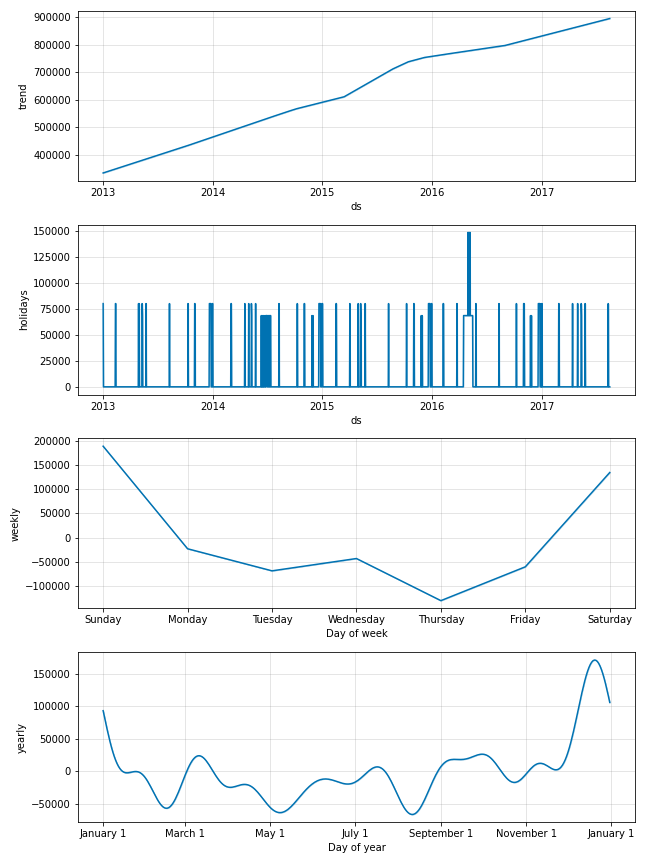 900000
800000
700000
600000
500000
400000
trend
2013 2014 2015 2016 2017
ds
150000
125000
100000
75000
50000
25000
0
holidays
2013 2014 2015 2016 2017
ds
200000
150000
100000
50000
0
−50000
−100000
weekly
Sunday Monday Tuesday Wednesday Thursday Friday Saturday
Day of week
150000
100000
50000
0
−50000
yearly
January 1 March 1 May 1 July 1 September 1 November 1 January 1
Day of year